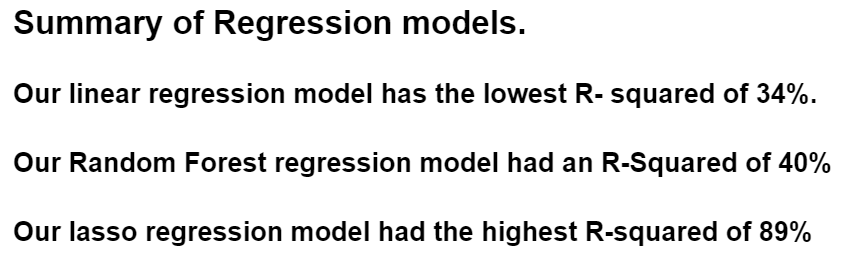 Summary of Regression models.
Our linear regression model has the lowest R- squared of 34%.
Our Random Forest regression model had an R-Squared of 40%
Our lasso regression model had the highest R-squared of 89%